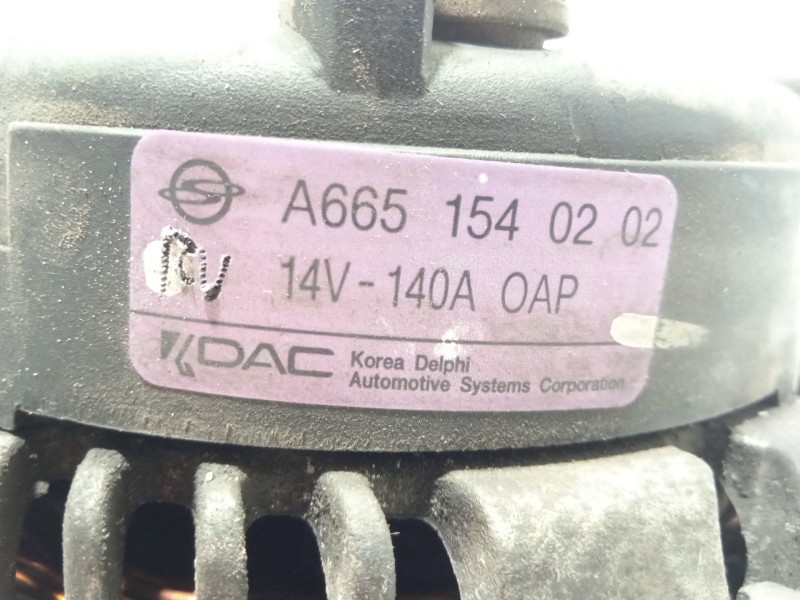 A665 154 02 02
14V-140A OAP
KDAC Korea Delphi
Automotive Systems Corporation